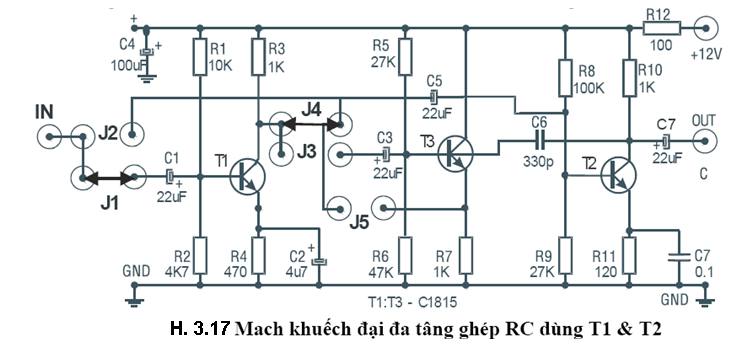 +
R12
C4
+
100uF
R1
10K
R3
1K
R5
27K
100
+12V
R8
100K
R10
1K
C5
22uF
IN
J2
J4
J3
C6
330p
OUT
C7
+
22uF
C
C1
+
22uF
T1
C3
+
22uF
T3
T2
J1
J5
R2
4K7
R4
470
+
C2
4u7
R6
47K
R7
1K
R9
27K
R11
120
C7
0.1
GND
GND
T1:T3 - C1815
H. 3.17 Mach khuếch đại đa tâng ghép RC dùng T1 & T2